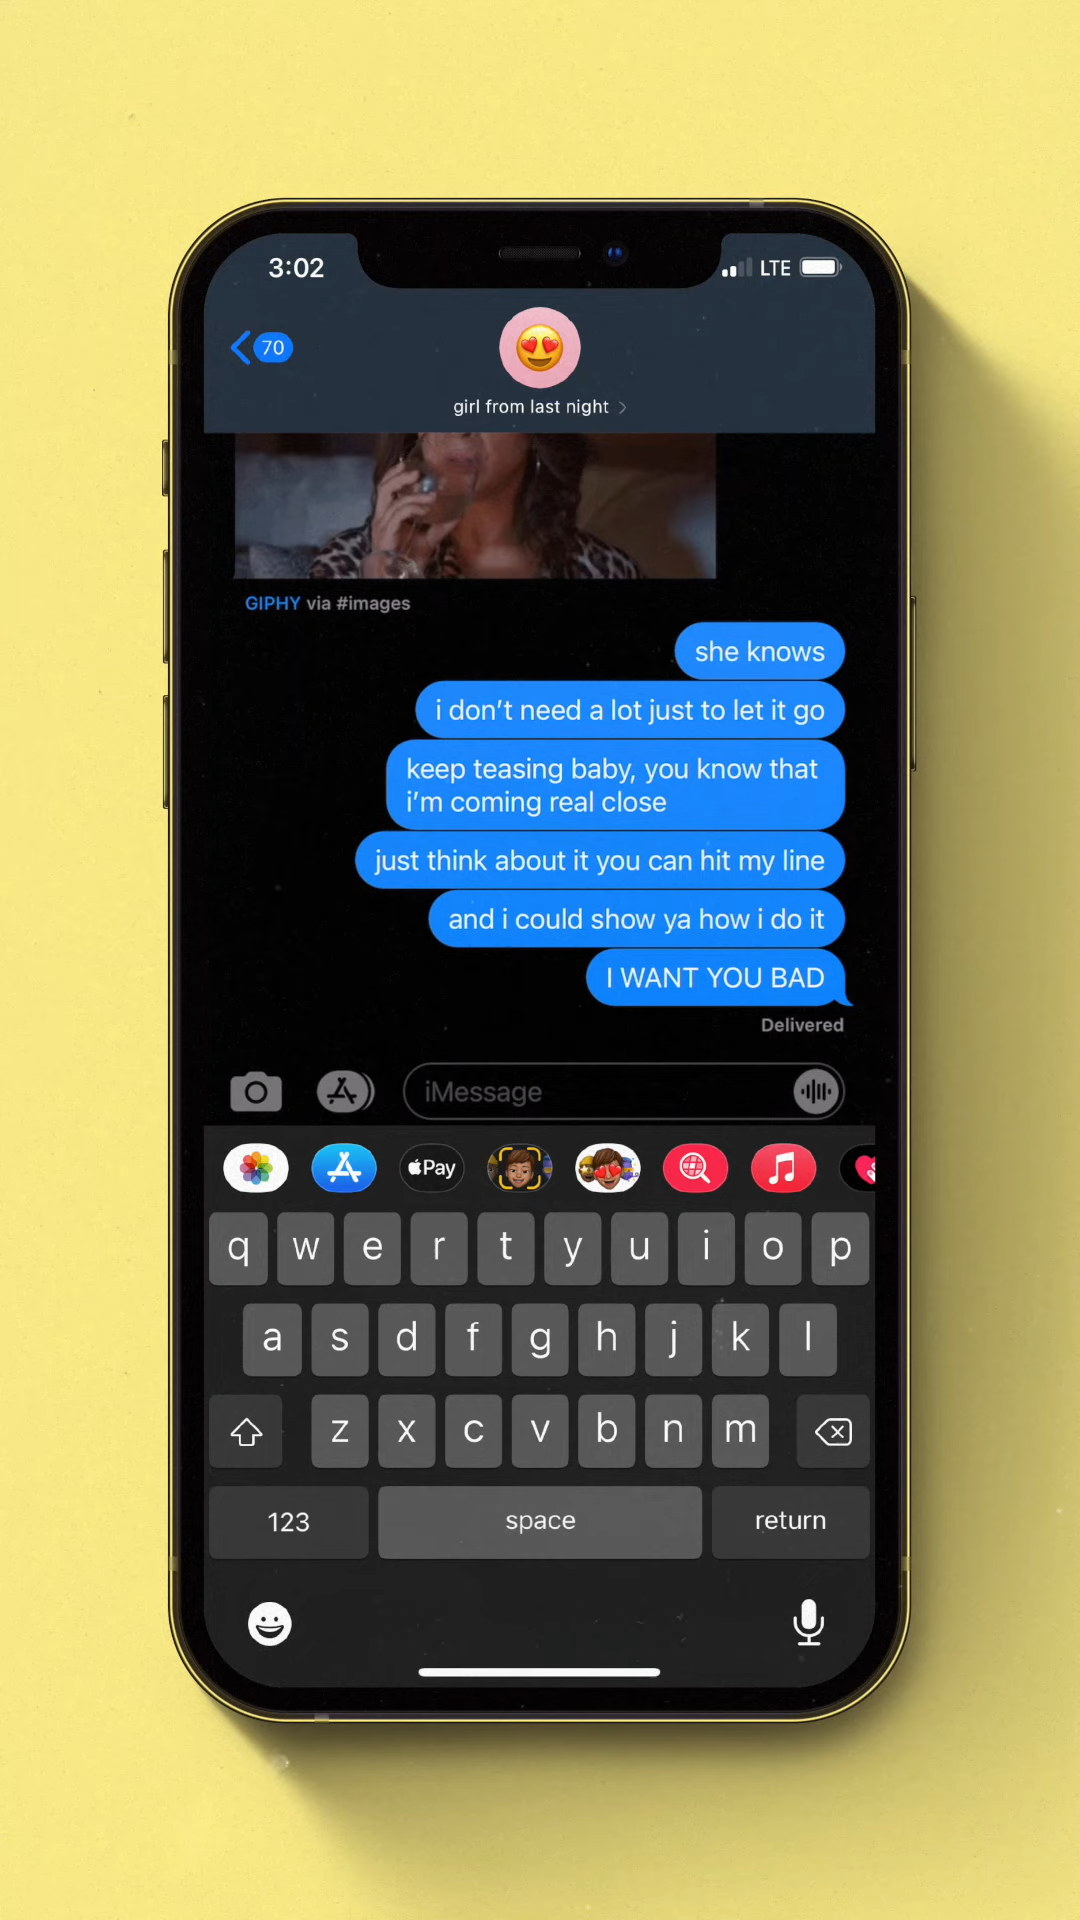 3:02
LTE
70
girl from last night
GIPHY via #images
she knows
i don't need a lot just to let it go
keep teasing baby, you know that
i'm coming real close
just think about it you can hit my line
and i could show ya how i do it
I WANT YOU BAD
Delivered
iMessage
Pay
q w e r t y u i o p
a s d f g h j k l
z x c v b n m
123 space return